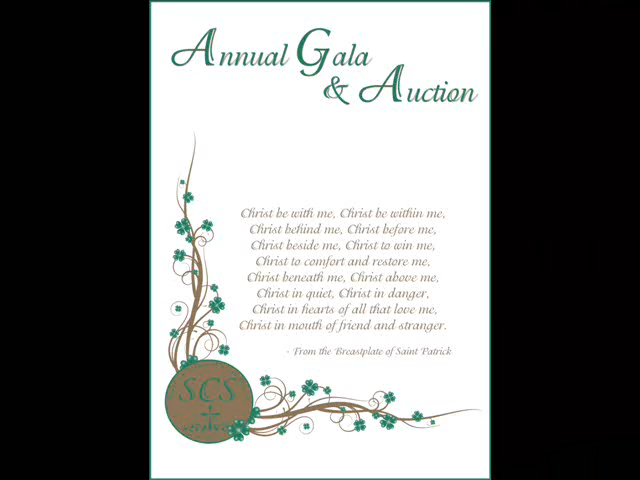 Annual Gala
& Auction
Christ be with me, Christ be within me,
Christ behind me, Christ before me,
Christ beside me, Christ to win me,
Christ to comfort and restore me,
Christ beneath me, Christ above me,
Christ in quiet, Christ in danger,
Christ in hearts of all that love me,
Christ in mouth of friend and stranger.
- From the Breastplate of Saint Patrick
SCS